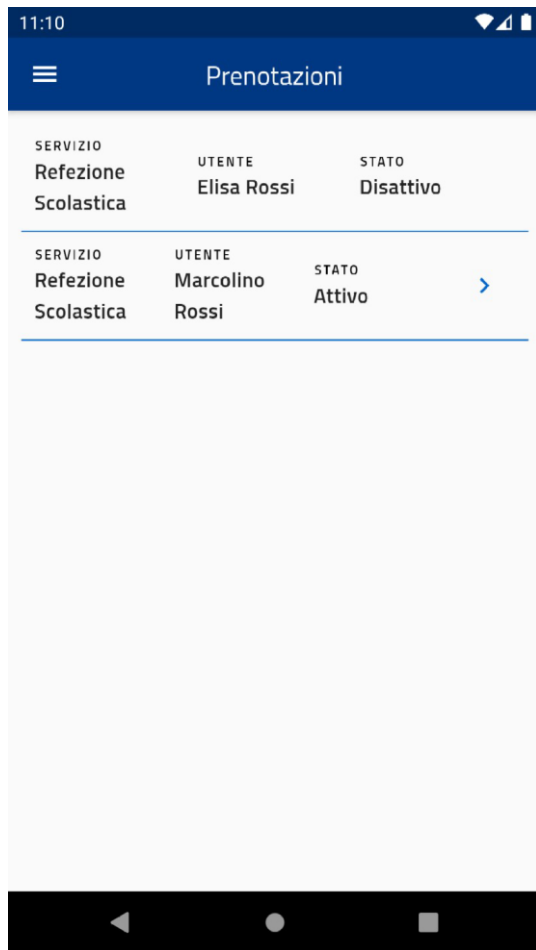 11:10
Prenotazioni
SERVIZIO
Refezione
Scolastica
UTENTE
Elisa Rossi
STATO
Disattivo
SERVIZIO
Refezione
Scolastica
UTENTE
Marcolino
Rossi
STATO
Attivo